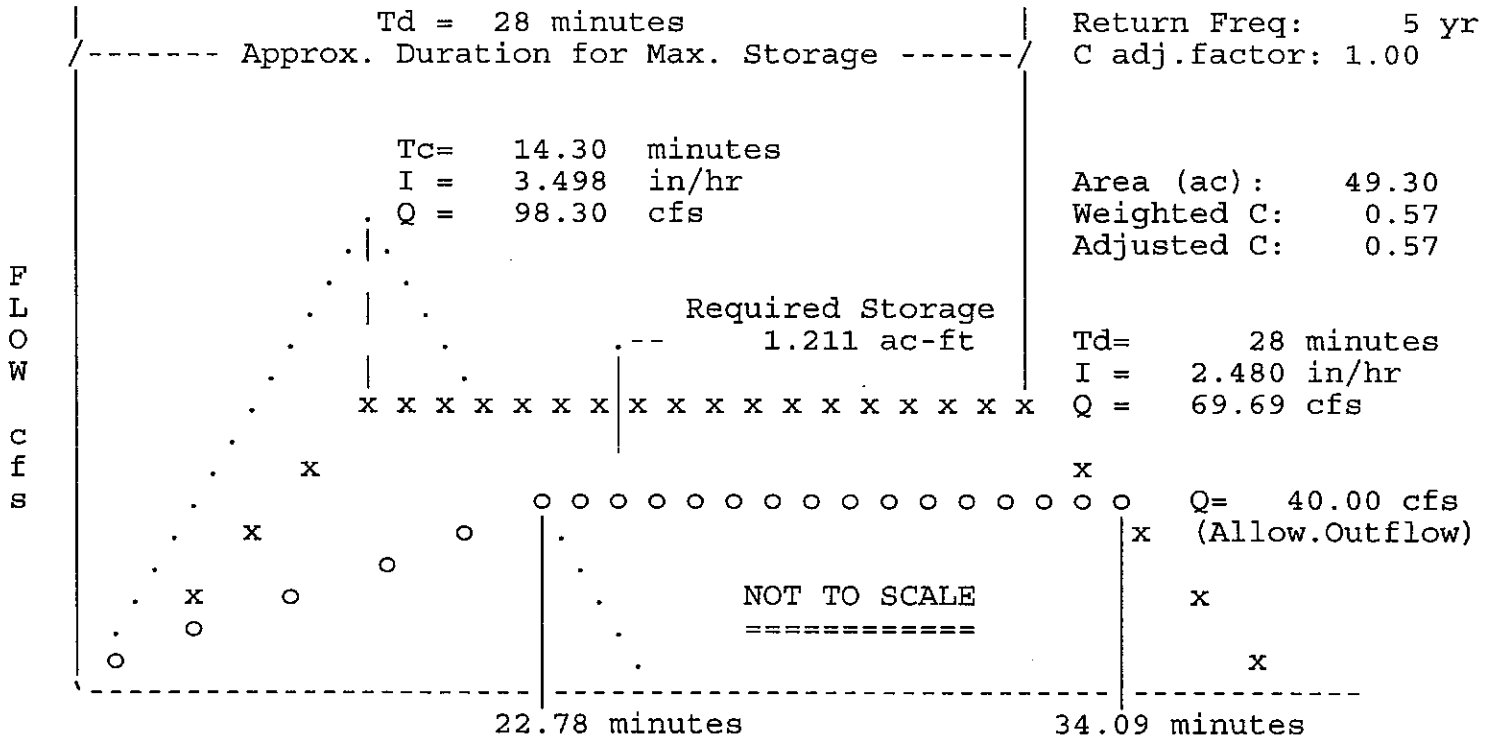 Td = 28 minutes
/------- Approx. Duration for Max. Storage ------/
Return Freq: 5 yr
C adj.factor: 1.00
Tc= 14.30 minutes
I = 3.498 in/hr
Q = 98.30 cfs
Area (ac): 49.30
Weighted C: 0.57
Adjusted C: 0.57
FLOW cfs
Required Storage
1.211 ac-ft
Td= 28 minutes
I = 2.480 in/hr
x x x x x x x x x x x x x x x x x x Q = 69.69 cfs
x x
o o o o o o o o o o o o o o o o Q= 40.00 cfs
x o x (Allow.Outflow)
o
x o NOT TO SCALE x
o ============
o x
22.78 minutes 34.09 minutes